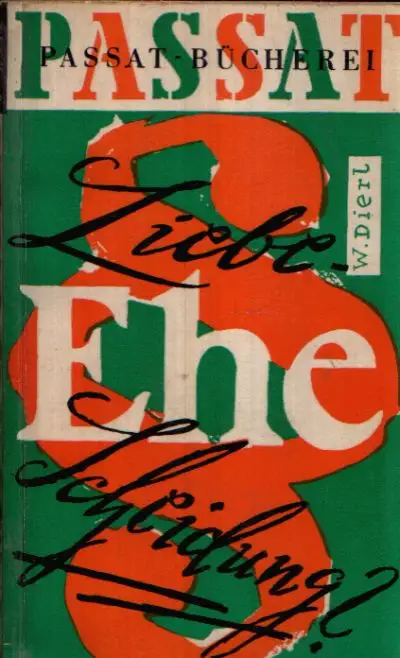 PASSAT
PASSAT-BÜCHEREI
W. Dierl
Liebe-
Ehe
Scheidung?